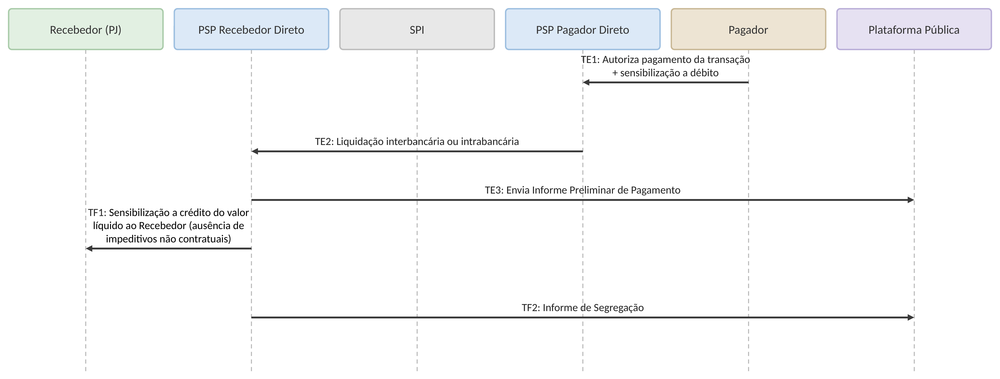 Recebedor (PJ)
PSP Recebedor Direto
SPI
PSP Pagador Direto
Pagador
Plataforma Pública
TE1: Autoriza pagamento da transação
+ sensibilização a débito
TE2: Liquidação interbancária ou intrabancária
TE3: Envia Informe Preliminar de Pagamento
TF1: Sensibilização a crédito do valor
líquido ao Recebedor (ausência de
impeditivos não contratuais)
TF2: Informe de Segregação